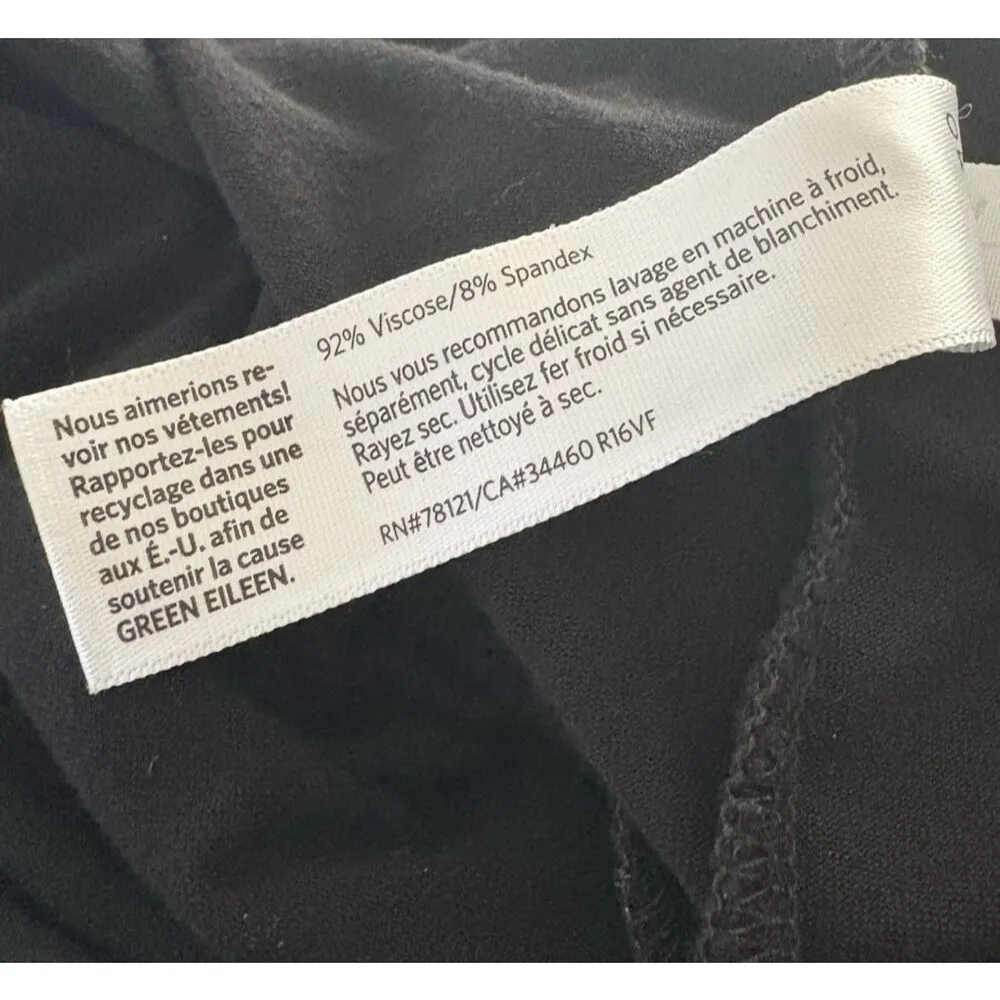 Nous aimerions re-
voir nos vêtements!
Rapportez-les pour
recyclage dans une
de nos boutiques
aux É.-U. afin de
soutenir la cause
GREEN EILEEN.
92% Viscose/8% Spandex
Nous vous recommandons lavage en machine à froid,
séparément, cycle délicat sans agent de blanchiment.
Rayez sec. Utilisez fer froid si nécessaire.
Peut être nettoyé à sec.
RN#78121/CA#34460 R16VF